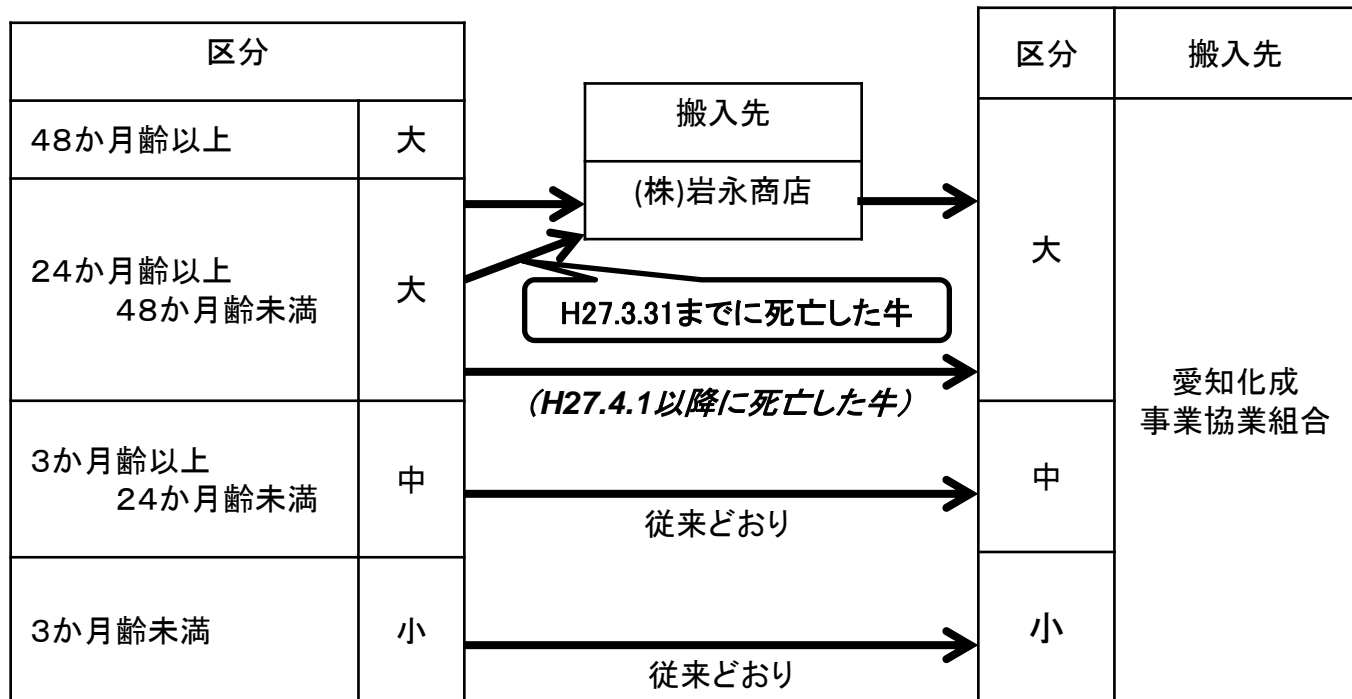 区分
48か月齢以上
大
24か月齢以上
48か月齢未満
大
3か月齢以上
24か月齢未満
中
3か月齢未満
小
搬入先
(株)岩永商店
H27.3.31までに死亡した牛
（H27.4.1以降に死亡した牛）
従来どおり
従来どおり
区分
搬入先
大
中
小
愛知化成
事業協業組合